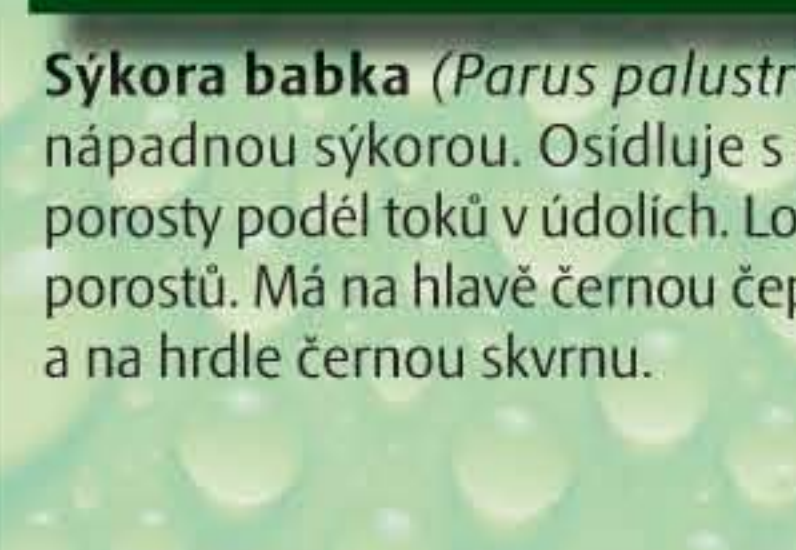 Sýkora babka (Parus palustr
nápadnou sýkorou. Osídluje s
porosty podél toků v údolích. Lo
porostů. Má na hlavě černou čep
a na hrdle černou skvrnu.